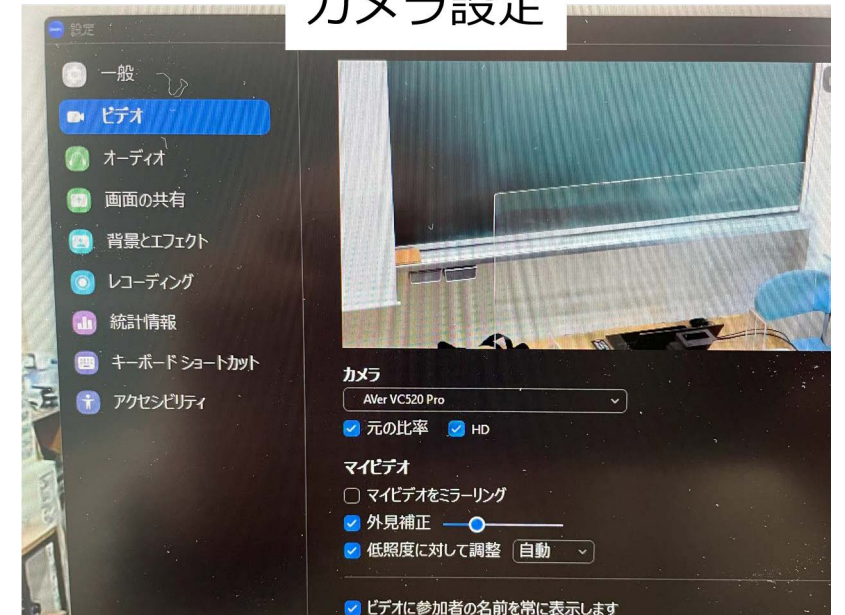 カメラ設定
設定
一般
ビデオ
オーディオ
画面の共有
背景とエフェクト
レコーディング
統計情報
キーボード ショートカット
アクセシビリティ
カメラ
AVer VC520 Pro
元の比率 HD
マイビデオ
マイビデオをミラーリング
外見補正
低照度に対して調整 自動
ビデオに参加者の名前を常に表示します